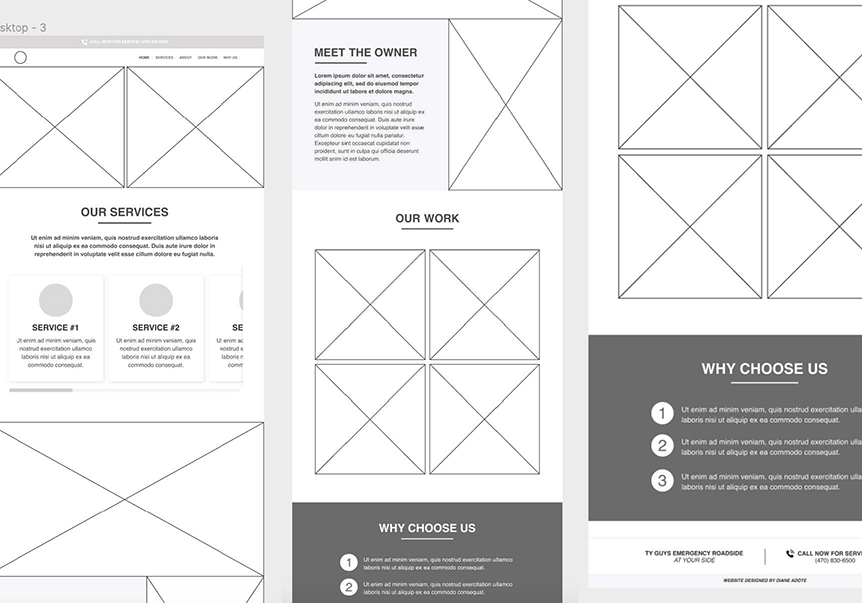 sktop - 3
CALL NOW FOR SERVICE! (470) 830-6500
HOME SERVICES ABOUT OUR WORK WHY US
OUR SERVICES
Ut enim ad minim veniam, quis nostrud exercitation ullamco laboris
nisi ut aliquip ex ea commodo consequat. Duis aute irure dolor in
reprehenderit in voluptate velit esse cillum dolore eu fugiat nulla.
SERVICE #1
Ut enim ad minim veniam, quis
nostrud exercitation ullamco
laboris nisi ut aliquip ex ea
commodo consequat.
SERVICE #2
Ut enim ad minim veniam, quis
nostrud exercitation ullamco
laboris nisi ut aliquip ex ea
commodo consequat.
SE
Ut enim ad m
nostrud e
laboris n
comm
MEET THE OWNER
Lorem ipsum dolor sit amet, consectetur
adipiscing elit, sed do eiusmod tempor
incididunt ut labore et dolore magna.
Ut enim ad minim veniam, quis nostrud
exercitation ullamco laboris nisi ut aliquip ex
ea commodo consequat. Duis aute irure
dolor in reprehenderit in voluptate velit esse
cillum dolore eu fugiat nulla pariatur.
Excepteur sint occaecat cupidatat non
proident, sunt in culpa qui officia deserunt
mollit anim id est laborum.
OUR WORK
WHY CHOOSE US
1
Ut enim ad minim veniam, quis nostrud exercitation ullamco
laboris nisi ut aliquip ex ea commodo consequat.
2
Ut enim ad minim veniam, quis nostrud exercitation ullamco
laboris nisi ut aliquip ex ea commodo consequat.
WHY CHOOSE US
1
Ut enim ad minim veniam, quis nostrud exercitation ulla
laboris nisi ut aliquip ex ea commodo consequat.
2
Ut enim ad minim veniam, quis nostrud exercitation ulla
laboris nisi ut aliquip ex ea commodo consequat.
3
Ut enim ad minim veniam, quis nostrud exercitation ulla
laboris nisi ut aliquip ex ea commodo consequat.
TY GUYS EMERGENCY ROADSIDE
AT YOUR SIDE
CALL NOW FOR SERVI
(470) 830-6500
WEBSITE DESIGNED BY DIANE ADOTE